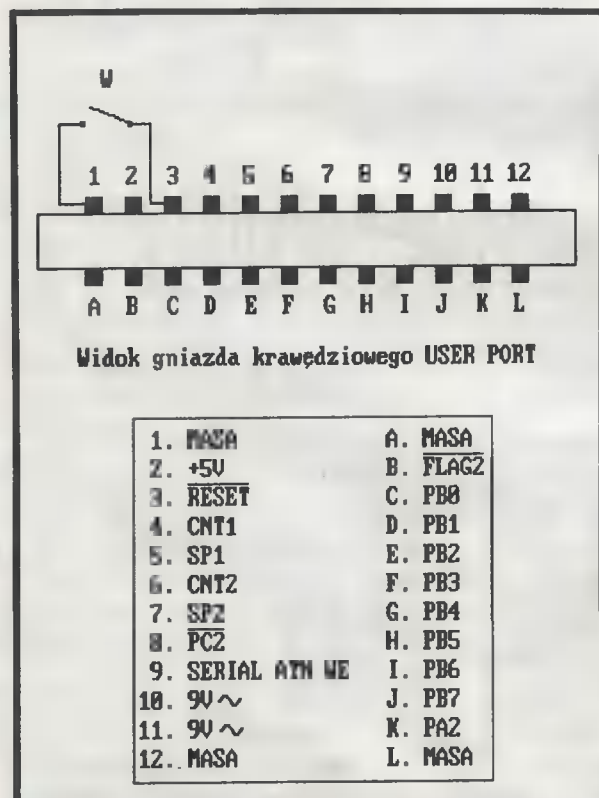 W
1 2 3 4 5 6 7 8 9 10 11 12
A B C D E F G H I J K L
Widok gniazda krawędziowego USER PORT
1. MASA
2. +5V
3. RESET
4. CNT1
5. SP1
6. CNT2
7. SP2
8. PC2
9. SERIAL ATN WE
10. 9V ~
11. 9V ~
12. MASA
A. MASA
B. FLAG2
C. PB0
D. PB1
E. PB2
F. PB3
G. PB4
H. PB5
I. PB6
J. PB7
K. PA2
L. MASA